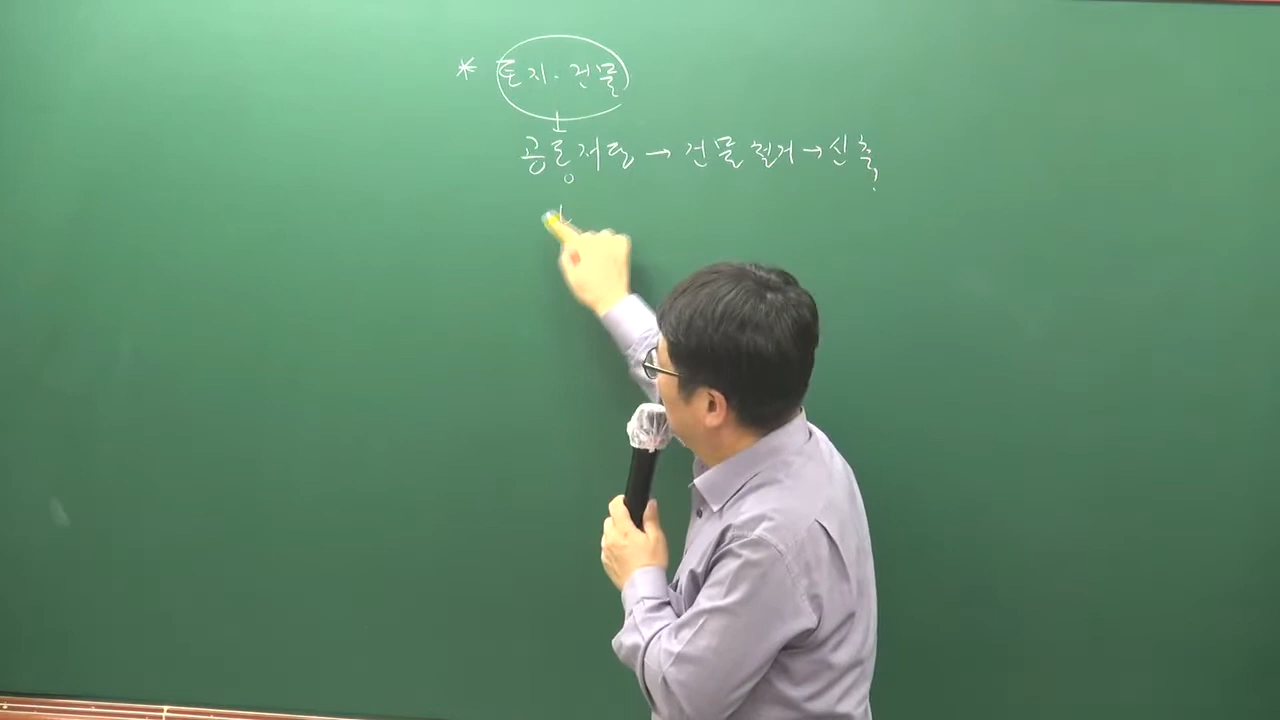 * 토지·건물
공동저당 → 건물철거 → 신축?